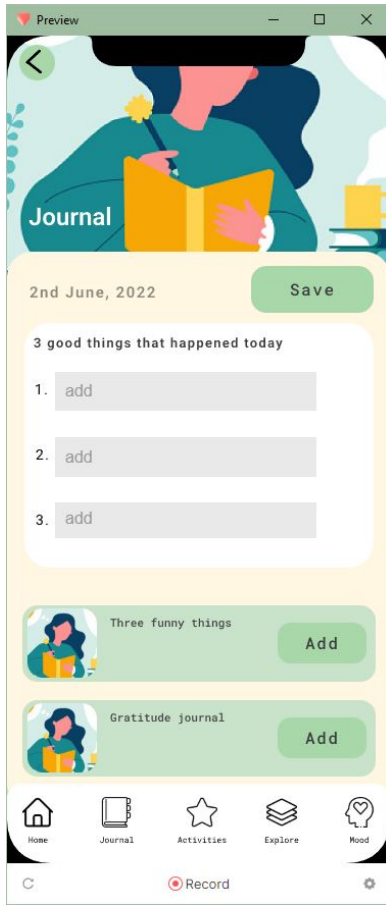 Preview
Journal
2nd June, 2022
Save
3 good things that happened today
1. add
2. add
3. add
Three funny things
Add
Gratitude journal
Add
Home Journal Activities Explore Mood
Record